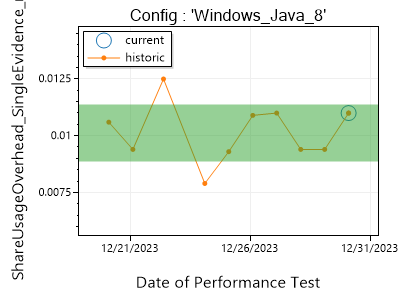 Config : 'Windows_Java_8'
current
historic
ShareUsageOverhead_SingleEvidence_
0.0125
0.01
0.0075
12/21/2023
12/26/2023
12/31/2023
Date of Performance Test